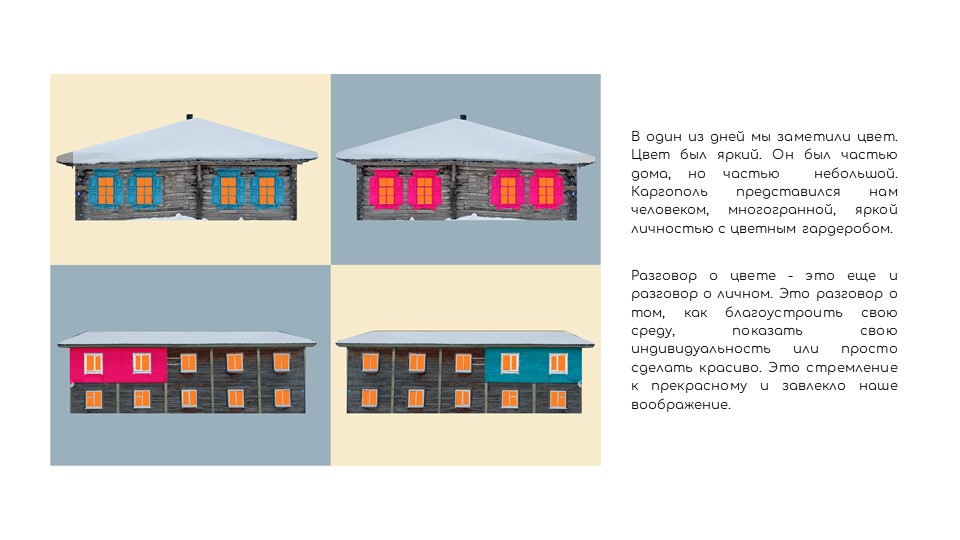 В один из дней мы заметили цвет.
Цвет был яркий. Он был частью
дома, но частью небольшой.
Каргополь представился нам
человеком, многогранной, яркой
личностью с цветным гардеробом.
Разговор о цвете - это еще и
разговор о личном. Это разговор о
том, как благоустроить свою
среду, показать свою
индивидуальность или просто
сделать красиво. Это стремление
к прекрасному и завлекло наше
воображение.